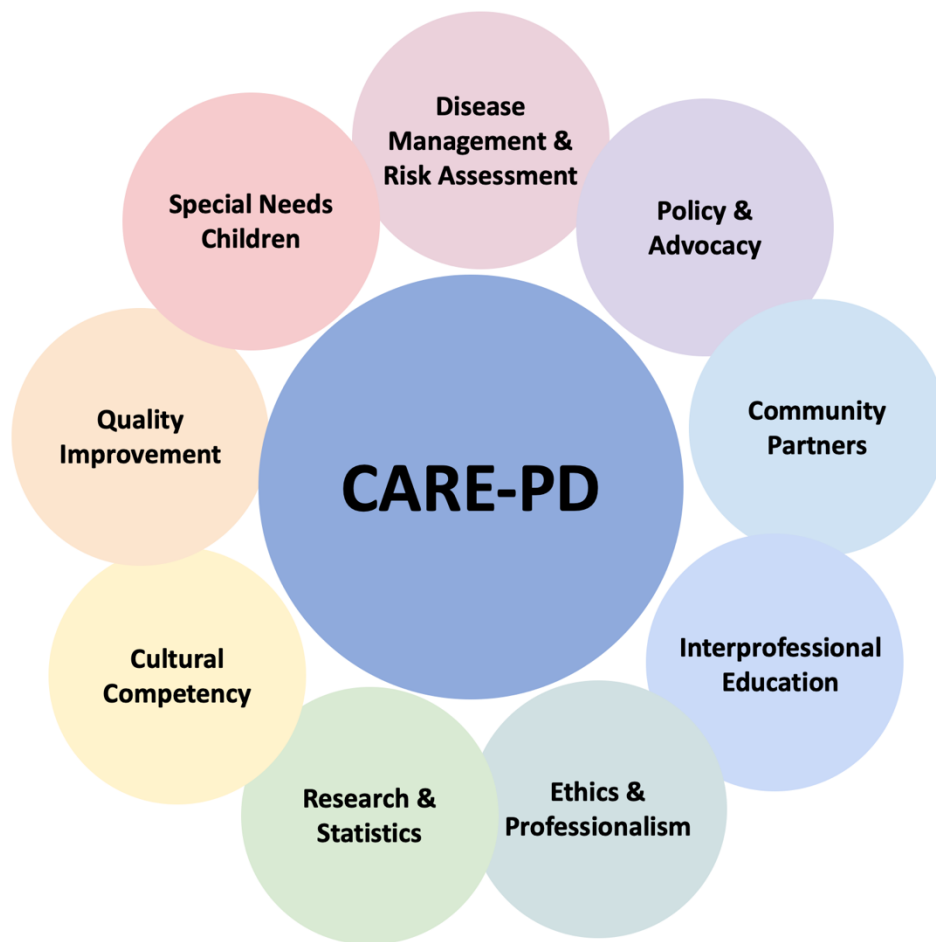 Disease
Management &
Risk Assessment
Policy &
Advocacy
Community
Partners
Interprofessional
Education
Ethics &
Professionalism
Research &
Statistics
Cultural
Competency
Quality
Improvement
Special Needs
Children
CARE-PD